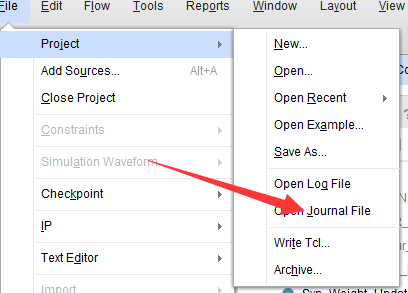 File Edit Flow Tools Reports Window Layout View
Project
Add Sources... Alt+A
Close Project
Constraints
Simulation Waveform
Checkpoint
IP
Text Editor
Import
New...
Open...
Open Recent
Open Example...
Save As...
Open Log File
Open Journal File
Write Tcl...
Archive...